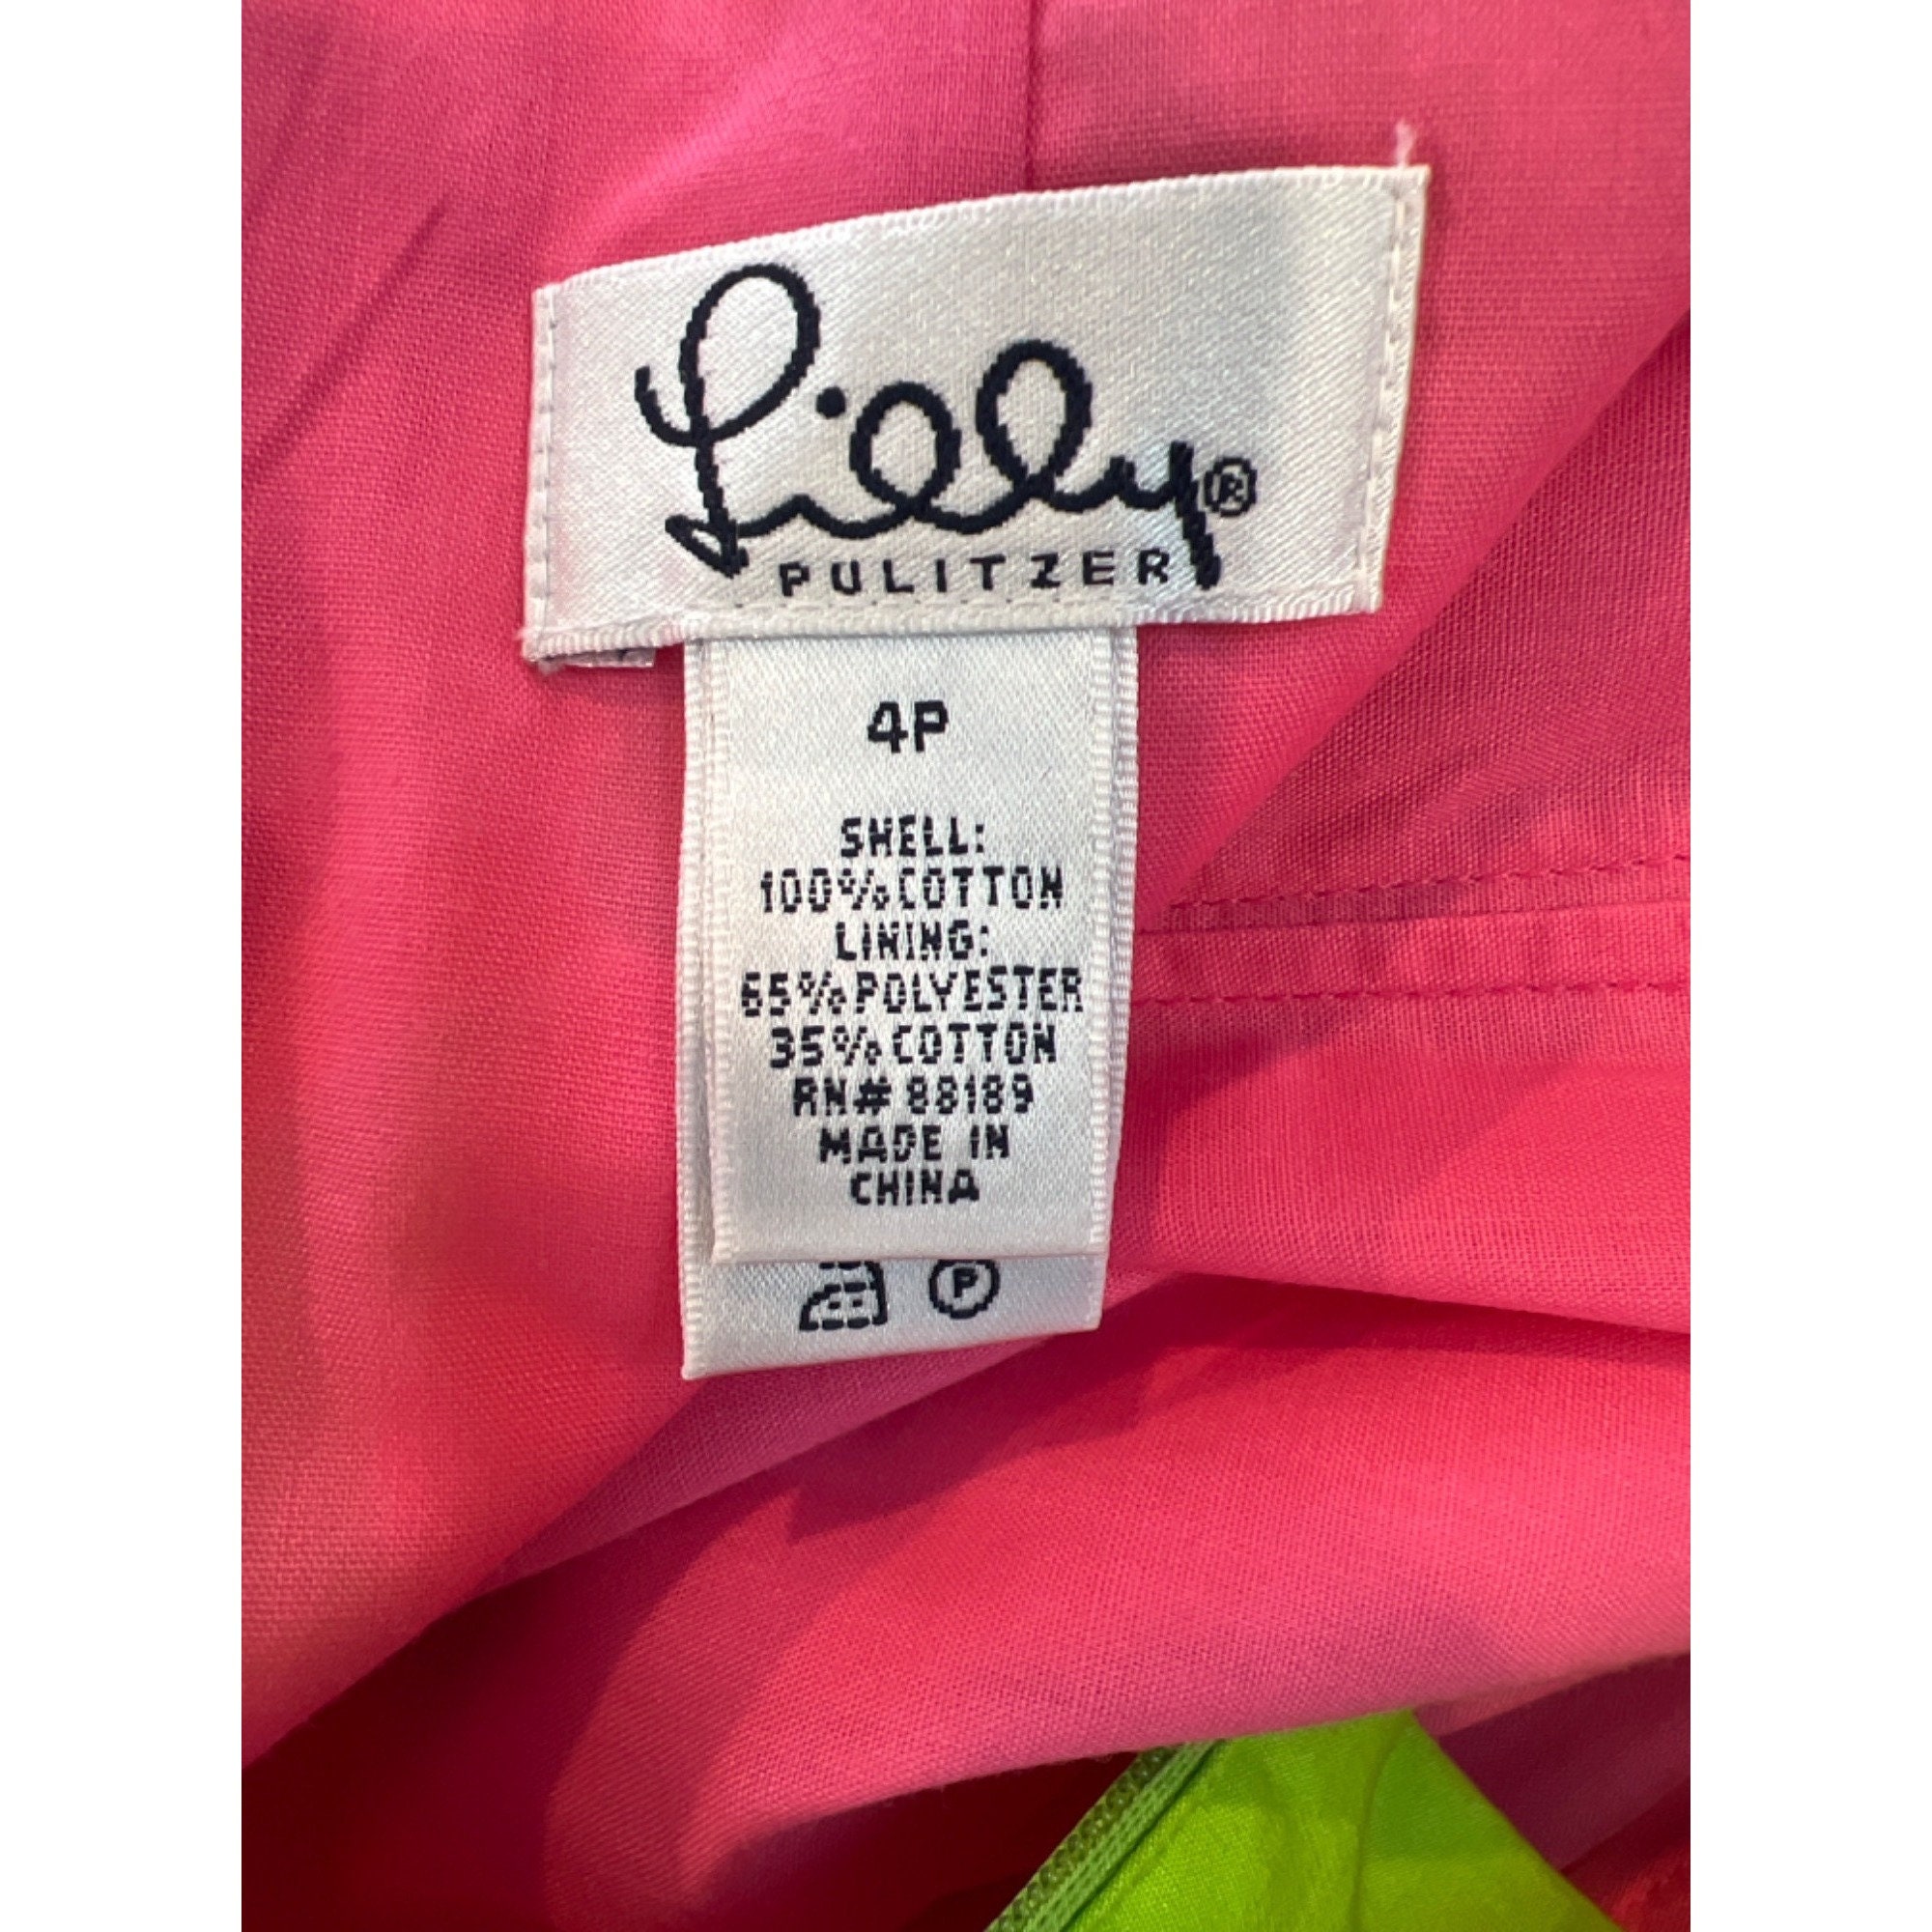 Lilly®
PULITZER
4P
SHELL:
100%COTTON
LINING:
65%POLYESTER
35%COTTON
RN# 88189
MADE IN
CHINA
P